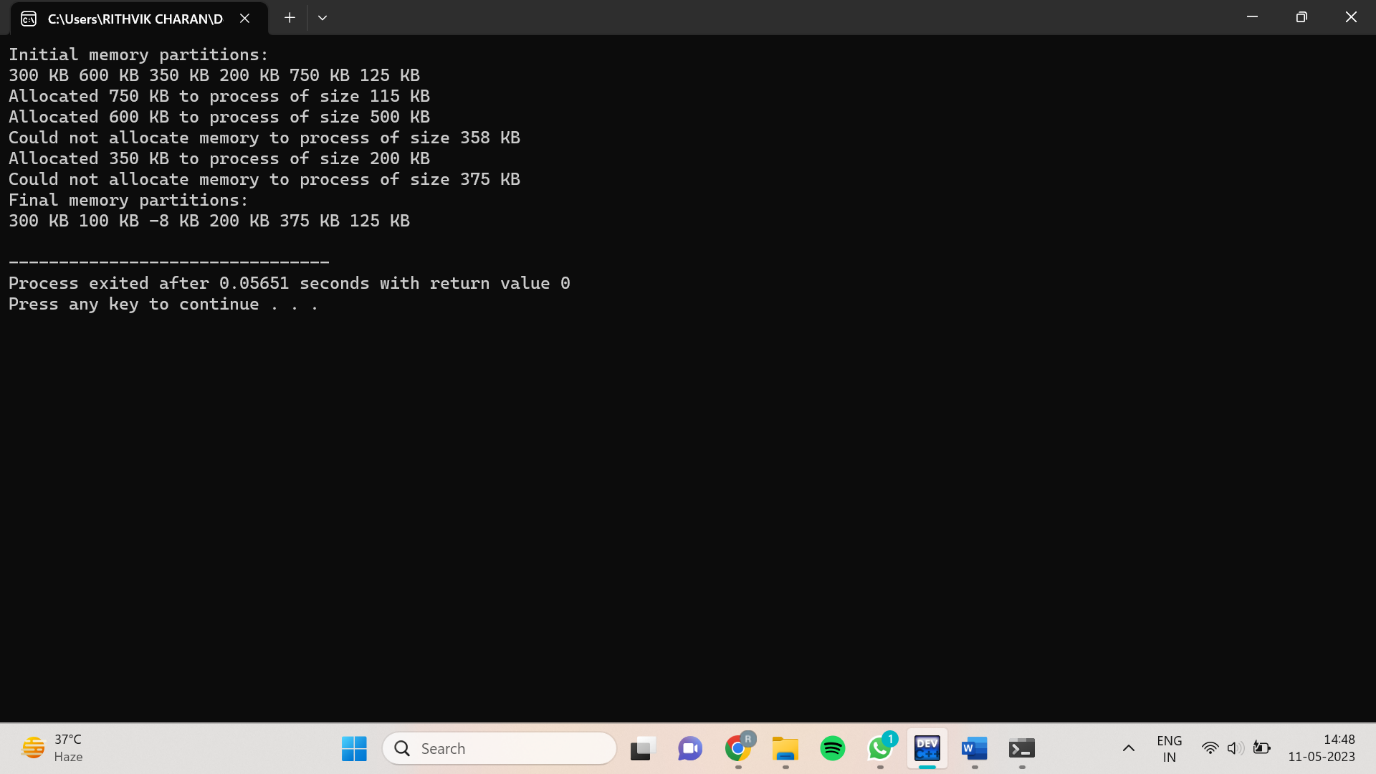 C:\Users\RITHVIK CHARAN\D
Initial memory partitions:
300 KB 600 KB 350 KB 200 KB 750 KB 125 KB
Allocated 750 KB to process of size 115 KB
Allocated 600 KB to process of size 500 KB
Could not allocate memory to process of size 358 KB
Allocated 350 KB to process of size 200 KB
Could not allocate memory to process of size 375 KB
Final memory partitions:
300 KB 100 KB -8 KB 200 KB 375 KB 125 KB
--------------------------------
Process exited after 0.05651 seconds with return value 0
Press any key to continue . . .
37°C
Haze
Search
R
1
DEV
W
ENG
IN
14:48
11-05-2023